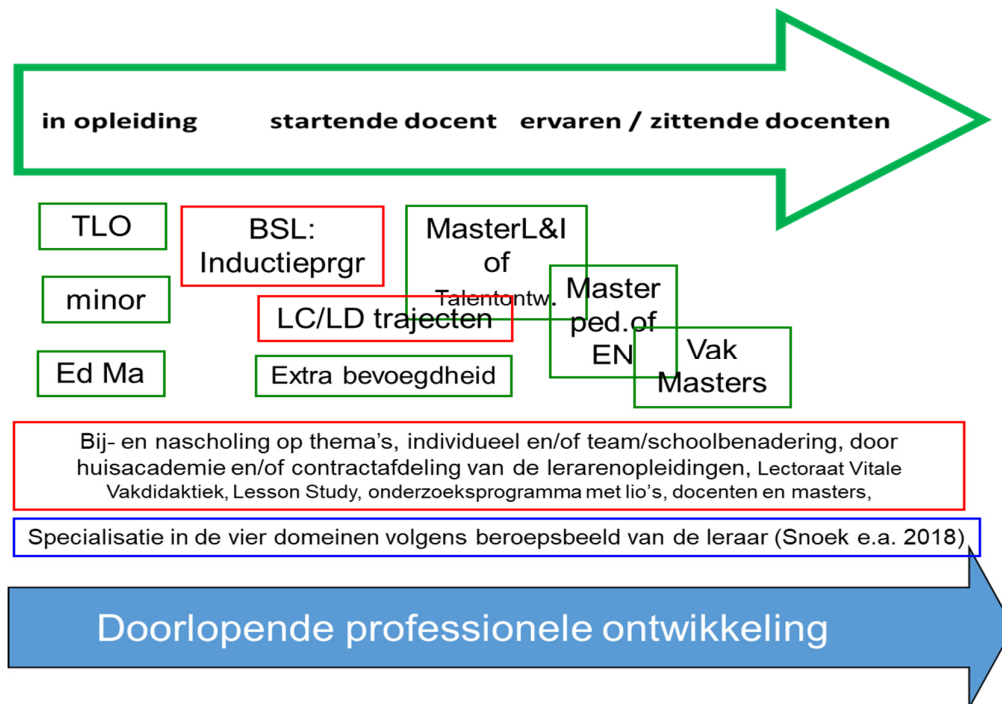 in opleiding startende docent ervaren / zittende docenten
TLO
minor
Ed Ma
BSL:
Inductieprgr
LC/LD trajecten
Extra bevoegdheid
MasterL&I
of
Talentontw.
Master
ped.of
EN
Vak
Masters
Bij- en nascholing op thema's, individueel en/of team/schoolbenadering, door
huisacademie en/of contractafdeling van de lerarenopleidingen, Lectoraat Vitale
Vakdidaktiek, Lesson Study, onderzoeksprogramma met lio's, docenten en masters,
Specialisatie in de vier domeinen volgens beroepsbeeld van de leraar (Snoek e.a. 2018)
Doorlopende professionele ontwikkeling